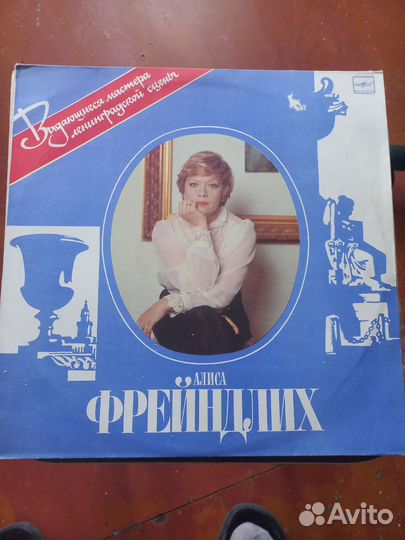 Выдающиеся мастера
ленинградской сцены
АЛИСА
ФРЕЙНДЛИХ
Avito